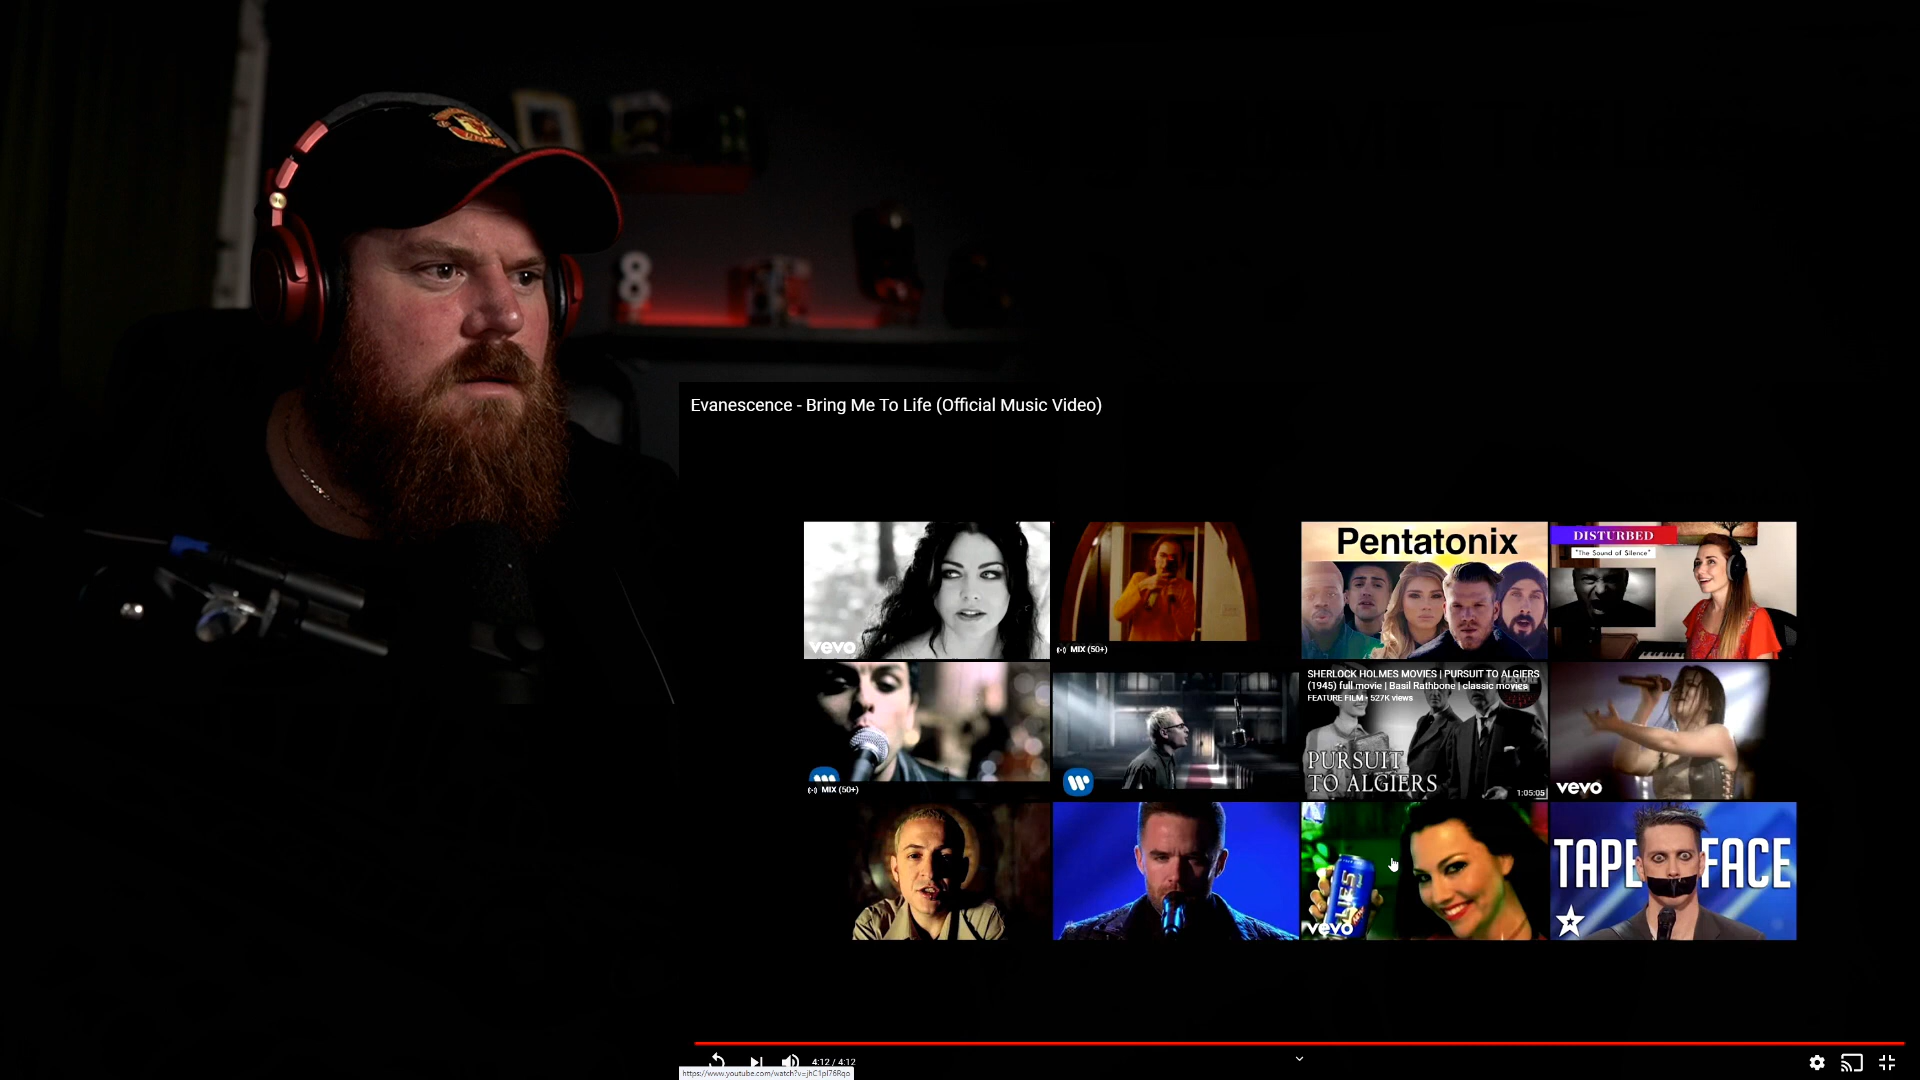 8
Evanescence - Bring Me To Life (Official Music Video)
vevo
MIX (50+)
Pentatonix
DISTURBED
"The Sound of Silence"
MIX (50+)
SHERLOCK HOLMES MOVIES | PURSUIT TO ALGIERS
(1945) full movie | Basil Rathbone | classic movies
FEATURE FILM • 527K views
PURSUIT
TO ALGIERS
1:05:05
vevo
LIES
vevo
TAPE FACE
4:12 / 4:12